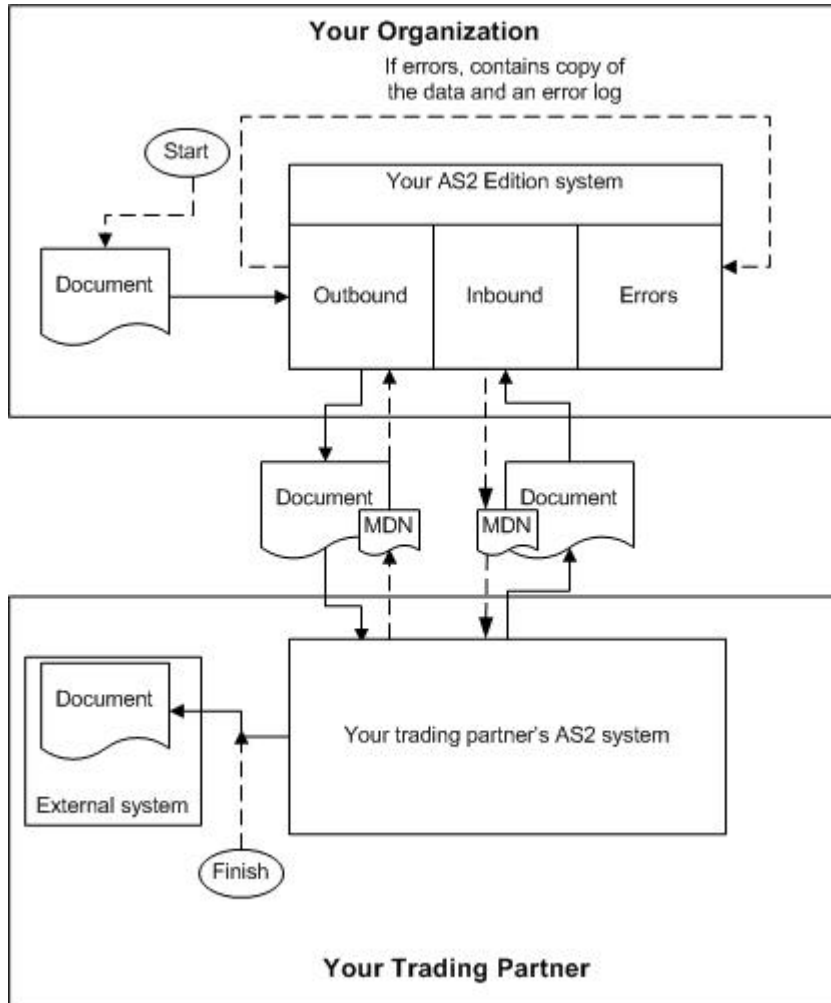 Your Organization
If errors, contains copy of
the data and an error log
Start
Your AS2 Edition system
Document
Outbound
Inbound
Errors
Document
MDN
MDN
Document
Document
External system
Your trading partner's AS2 system
Finish
Your Trading Partner